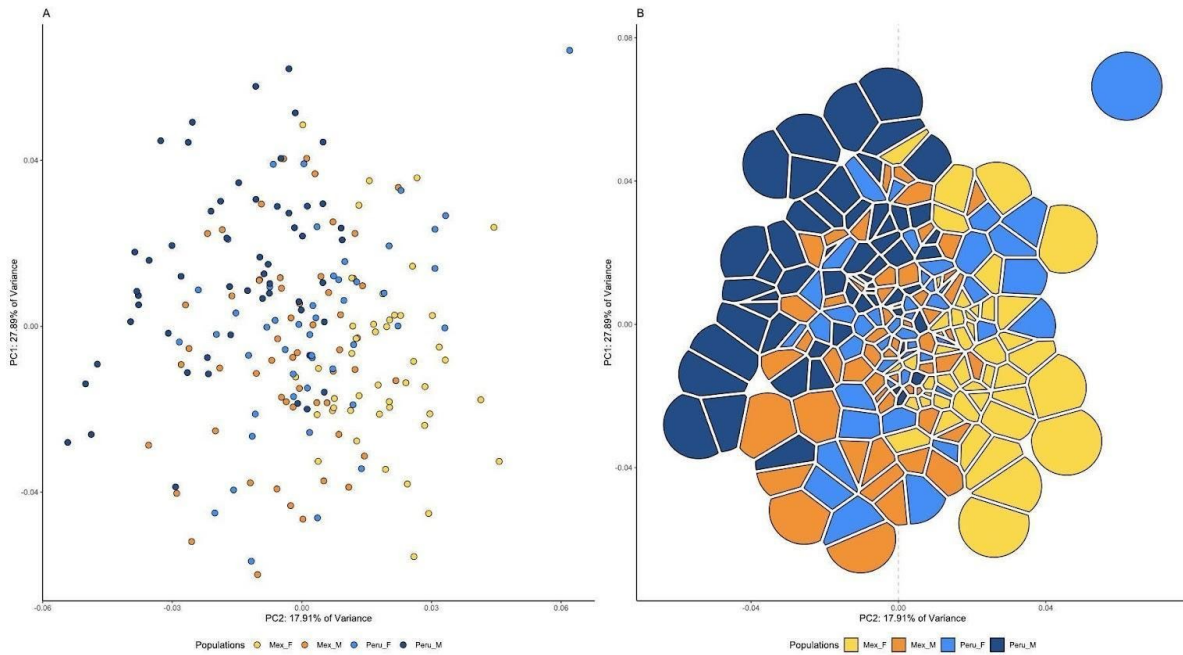 A
PC1: 27.89% of Variance
0.04
0.00
-0.04
-0.06
-0.03
0.00
0.03
0.06
PC2: 17.91% of Variance
Populations Mex_F Mex_M Peru_F Peru_M
B
PC1: 27.89% of Variance
0.08
0.04
0.00
-0.04
-0.04
0.00
0.04
PC2: 17.91% of Variance
Populations Mex_F Mex_M Peru_F Peru_M